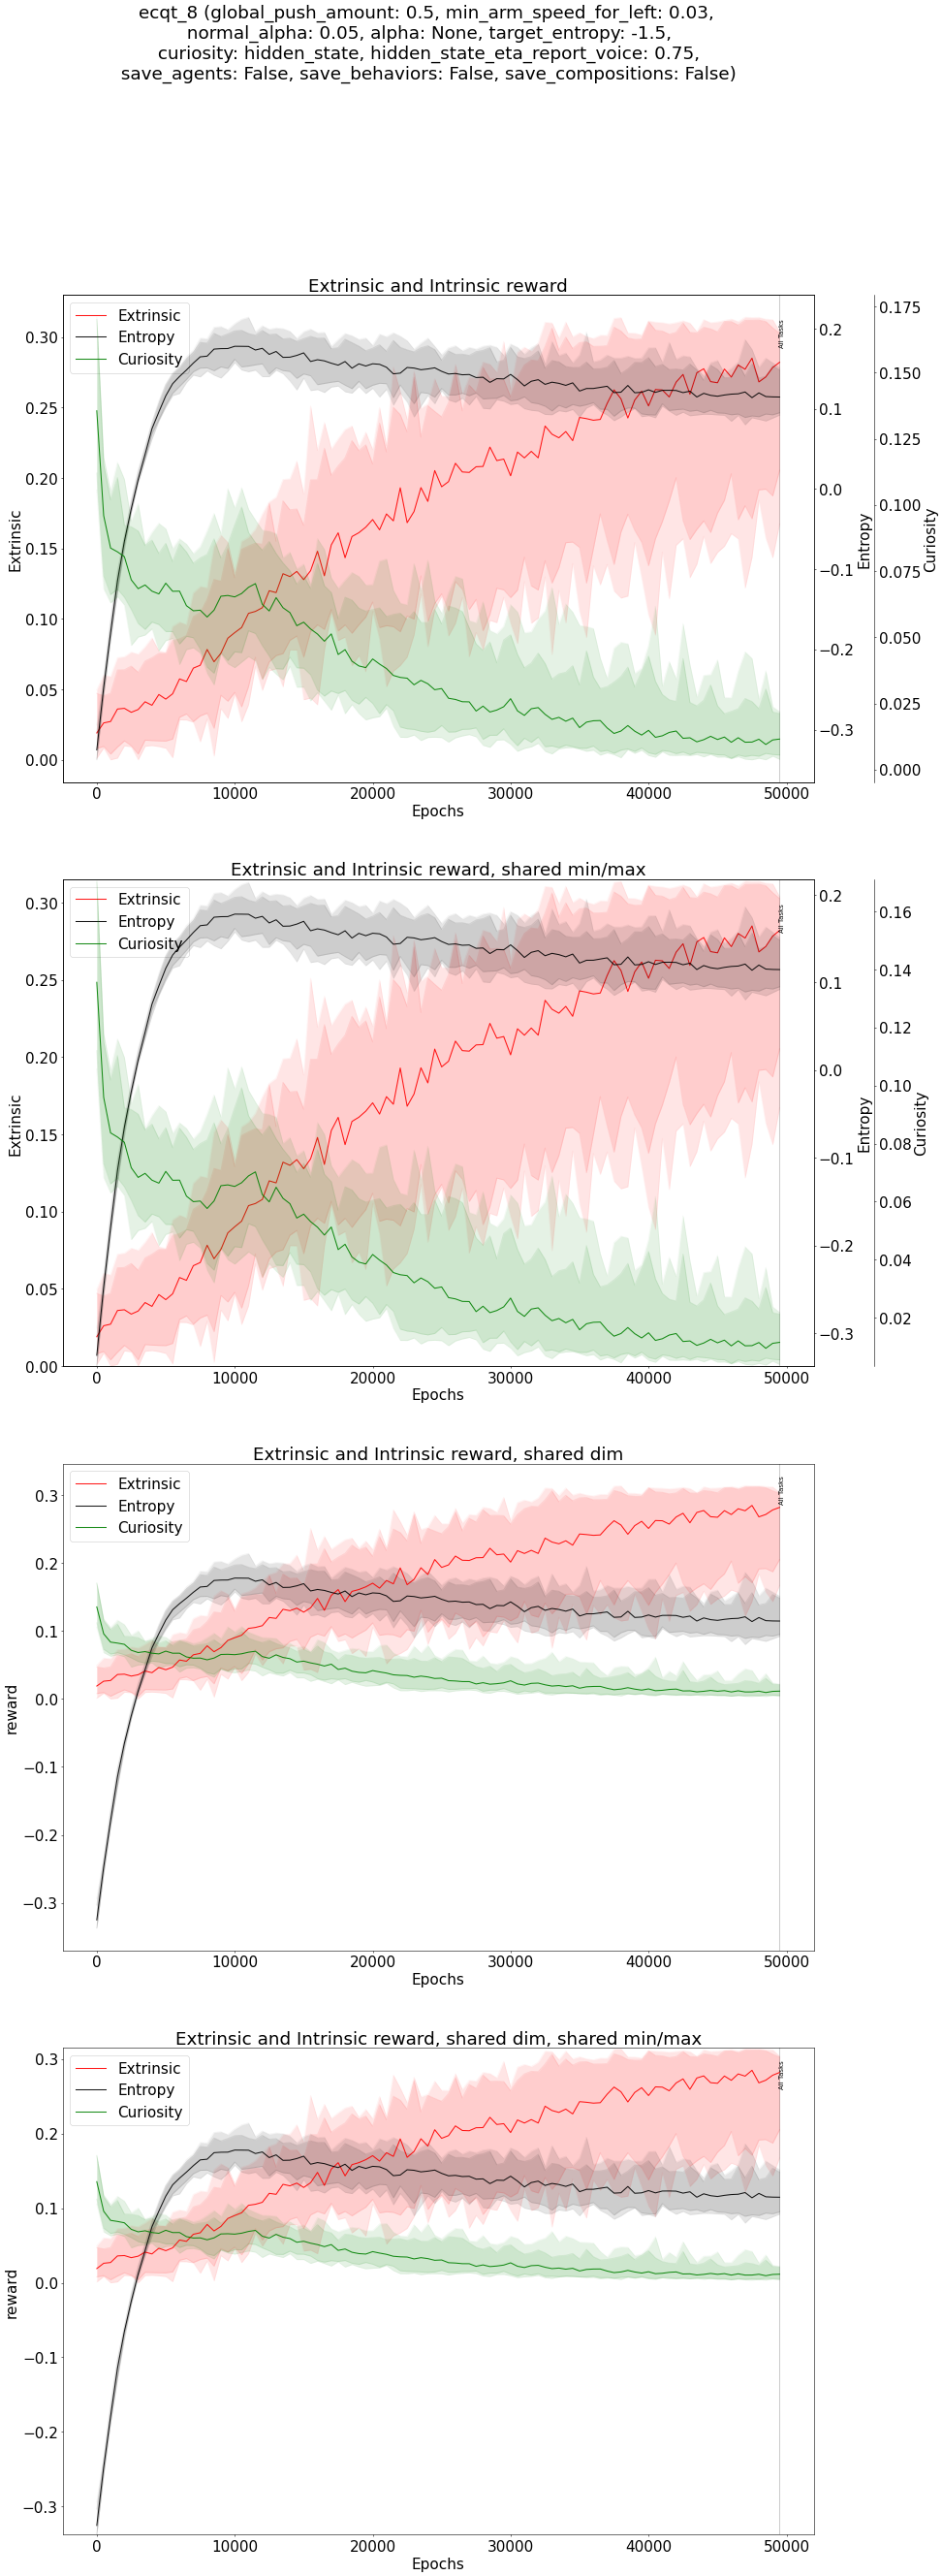 ecqt_8 (global_push_amount: 0.5, min_arm_speed_for_left: 0.03,
normal_alpha: 0.05, alpha: None, target_entropy: -1.5,
curiosity: hidden_state, hidden_state_eta_report_voice: 0.75,
save_agents: False, save_behaviors: False, save_compositions: False)
Extrinsic and Intrinsic reward
Extrinsic
Entropy
Curiosity
All Tasks
Extrinsic
0.30
0.25
0.20
0.15
0.10
0.05
0.00
0.2
0.1
0.0
−0.1
−0.2
−0.3
Entropy
0.175
0.150
0.125
0.100
0.075
0.050
0.025
0.000
Curiosity
0 10000 20000 30000 40000 50000
Epochs
Extrinsic and Intrinsic reward, shared min/max
Extrinsic
Entropy
Curiosity
All Tasks
Extrinsic
0.30
0.25
0.20
0.15
0.10
0.05
0.00
0.2
0.1
0.0
−0.1
−0.2
−0.3
Entropy
0.16
0.14
0.12
0.10
0.08
0.06
0.04
0.02
Curiosity
0 10000 20000 30000 40000 50000
Epochs
Extrinsic and Intrinsic reward, shared dim
Extrinsic
Entropy
Curiosity
All Tasks
reward
0.3
0.2
0.1
0.0
−0.1
−0.2
−0.3
0 10000 20000 30000 40000 50000
Epochs
Extrinsic and Intrinsic reward, shared dim, shared min/max
Extrinsic
Entropy
Curiosity
All Tasks
reward
0.3
0.2
0.1
0.0
−0.1
−0.2
−0.3
0 10000 20000 30000 40000 50000
Epochs